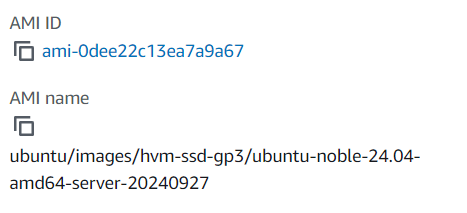 AMI ID
ami-0dee22c13ea7a9a67
AMI name
ubuntu/images/hvm-ssd-gp3/ubuntu-noble-24.04-
amd64-server-20240927